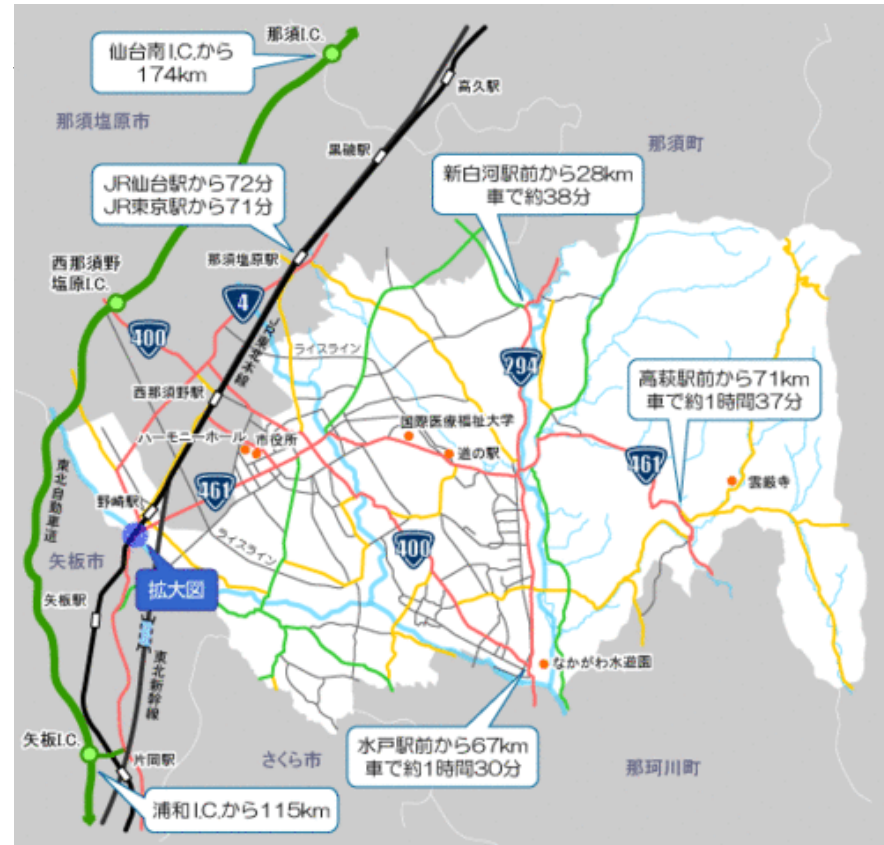 那須I.C.
仙台南I.C.から
174km
高久駅
那須塩原市
黒磯駅
那須町
新白河駅前から28km
車で約38分
JR仙台駅から72分
JR東京駅から71分
那須塩原駅
西那須野
塩原I.C.
4
400
JR東北本線
ライスライン
294
高萩駅前から71km
車で約1時間37分
西那須野駅
国際医療福祉大学
ハーモニーホール
市役所
道の駅
461
461
雲厳寺
東北自動車道
野崎駅
ライスライン
400
矢板市
拡大図
矢板駅
東北新幹線
なかがわ水遊園
矢板I.C.
片岡駅
さくら市
水戸駅前から67km
車で約1時間30分
那珂川町
浦和I.C.から115km